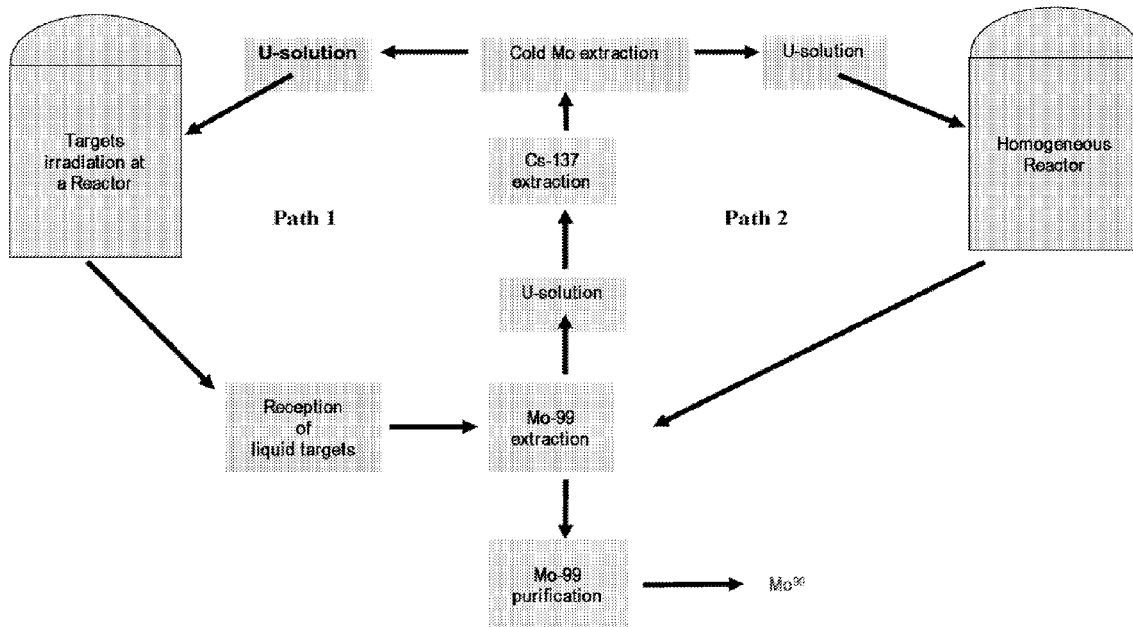 U-solution
Cold Mo extraction
U-solution
Targets
irradiation at
a Reactor
Homogeneous
Reactor
Cs-137
extraction
Path 1
Path 2
U-solution
Reception
of
liquid targets
Mo-99
extraction
Mo-99
purification
Mo⁹⁹